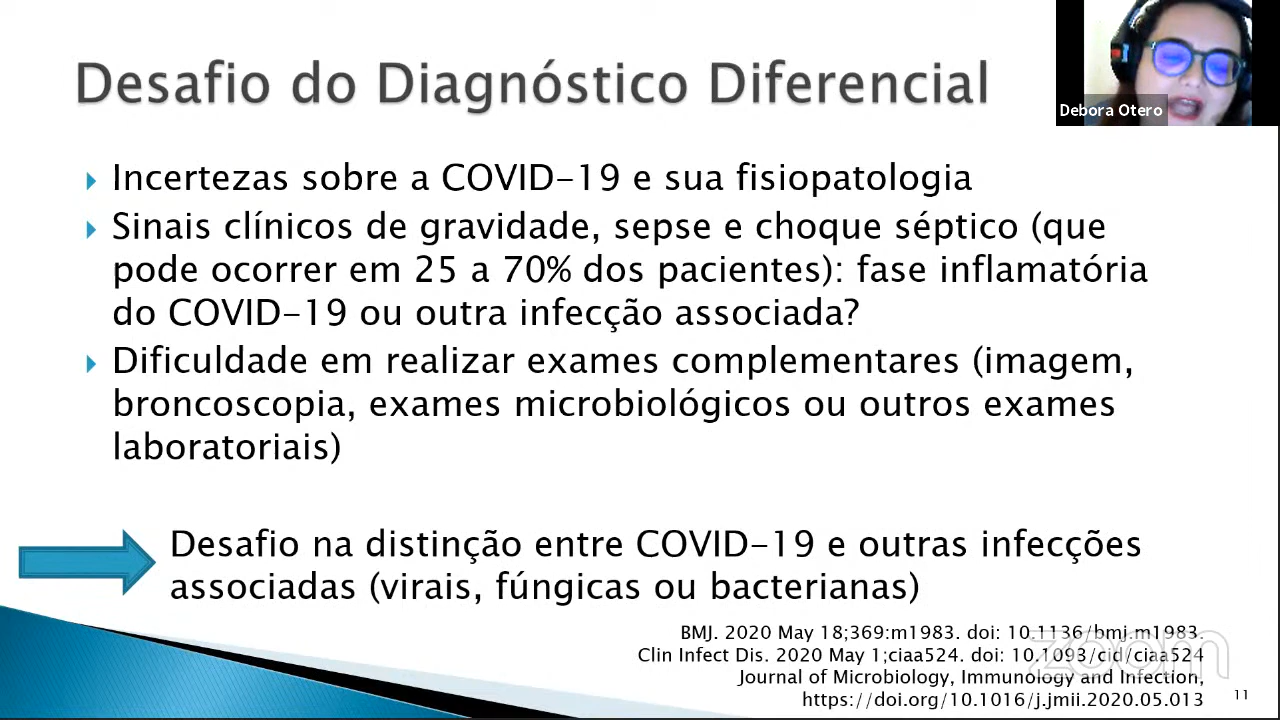 Desafio do Diagnóstico Diferencial
Debora Otero
Incertezas sobre a COVID-19 e sua fisiopatologia
Sinais clínicos de gravidade, sepse e choque séptico (que
pode ocorrer em 25 a 70% dos pacientes): fase inflamatória
do COVID-19 ou outra infecção associada?
Dificuldade em realizar exames complementares (imagem,
broncoscopia, exames microbiológicos ou outros exames
laboratoriais)
Desafio na distinção entre COVID-19 e outras infecções
associadas (virais, fúngicas ou bacterianas)
BMJ. 2020 May 18;369:m1983. doi: 10.1136/bmj.m1983.
Clin Infect Dis. 2020 May 1;ciaa524. doi: 10.1093/cid/ciaa524
Journal of Microbiology, Immunology and Infection,
https://doi.org/10.1016/j.jmii.2020.05.013
11
zoom